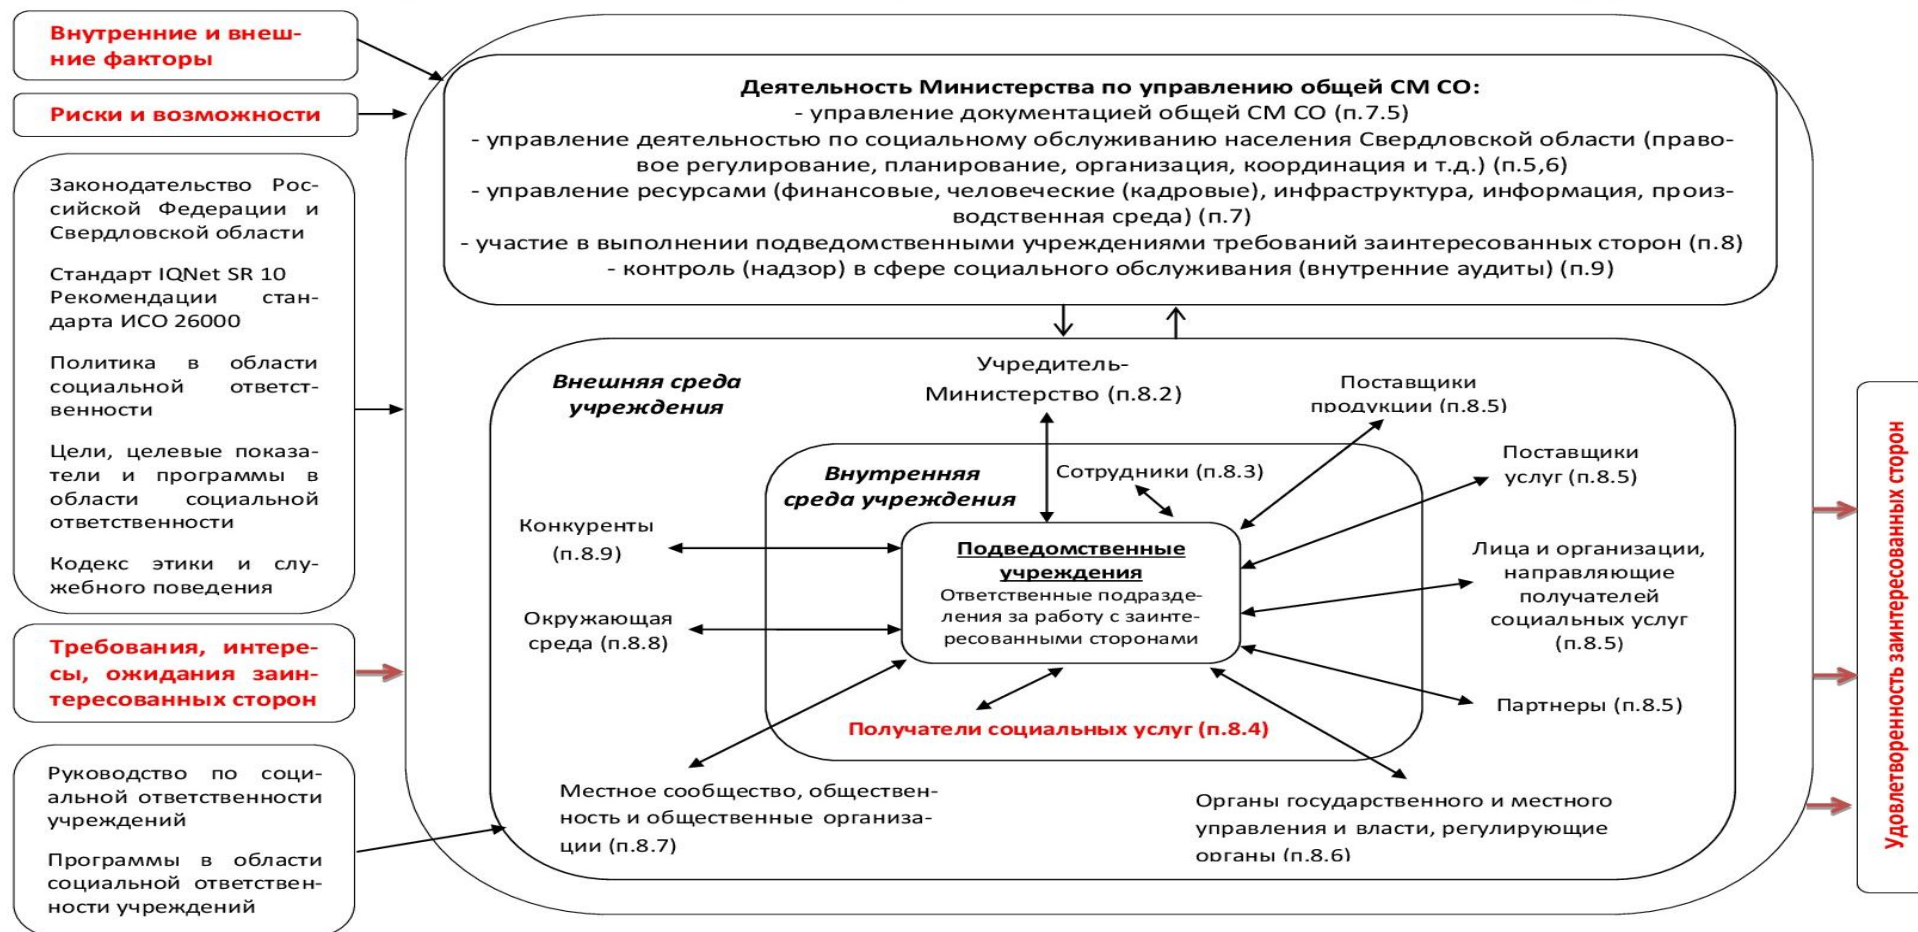 Внутренние и внеш-
ние факторы
Риски и возможности
Законодательство Рос-
сийской Федерации и
Свердловской области
Стандарт IQNet SR 10
Рекомендации стан-
дарта ИСО 26000
Политика в области
социальной ответст-
венности
Цели, целевые показа-
тели и программы в
области социальной
ответственности
Кодекс этики и слу-
жебного поведения
Требования, интере-
сы, ожидания заин-
тересованных сторон
Руководство по соци-
альной ответственности
учреждений
Программы в области
социальной ответствен-
ности учреждений
Деятельность Министерства по управлению общей СМ СО:
- управление документацией общей СМ СО (п.7.5)
- управление деятельностью по социальному обслуживанию населения Свердловской области (право-
вое регулирование, планирование, организация, координация и т.д.) (п.5,6)
- управление ресурсами (финансовые, человеческие (кадровые), инфраструктура, информация, произ-
водственная среда) (п.7)
- участие в выполнении подведомственными учреждениями требований заинтересованных сторон (п.8)
- контроль (надзор) в сфере социального обслуживания (внутренние аудиты) (п.9)
Внешняя среда
учреждения
Учредитель-
Министерство (п.8.2)
Поставщики
продукции (п.8.5)
Поставщики
услуг (п.8.5)
Внутренняя
среда учреждения
Сотрудники (п.8.3)
Конкуренты
(п.8.9)
Подведомственные
учреждения
Ответственные подразде-
ления за работу с заинте-
ресованными сторонами
Лица и организации,
направляющие
получателей
социальных услуг
(п.8.5)
Окружающая
среда (п.8.8)
Партнеры (п.8.5)
Получатели социальных услуг (п.8.4)
Местное сообщество, обществен-
ность и общественные организа-
ции (п.8.7)
Органы государственного и местного
управления и власти, регулирующие
органы (п.8.6)
Удовлетворенность заинтересованных сторон